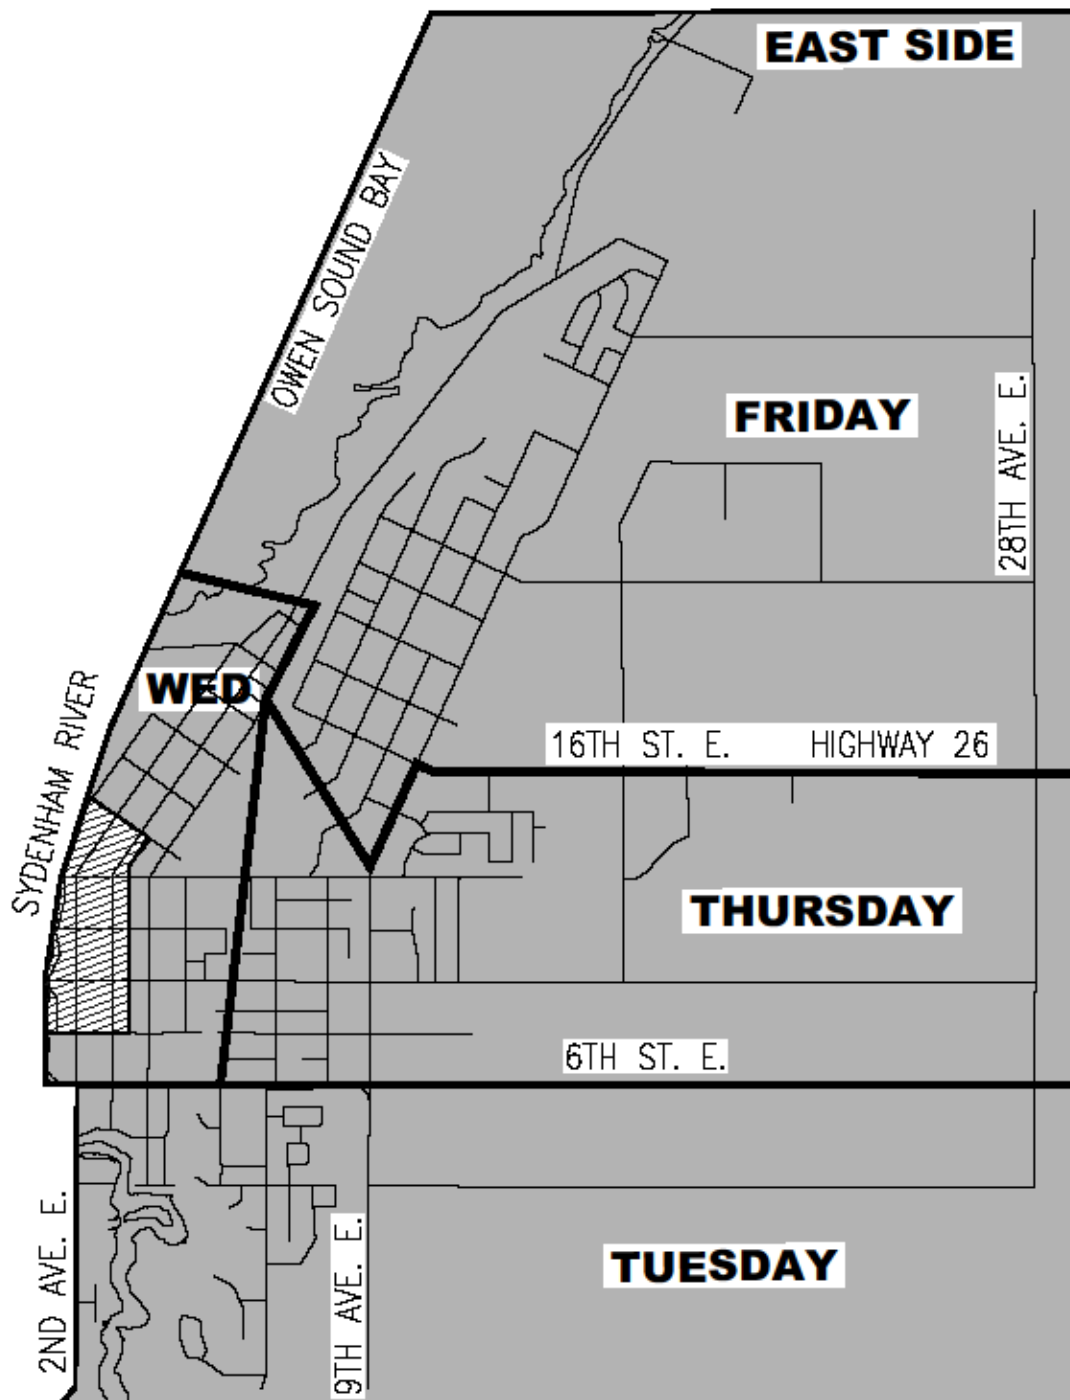 EAST SIDE
OWEN SOUND BAY
FRIDAY
28TH AVE. E.
WED
SYDENHAM RIVER
16TH ST. E. HIGHWAY 26
THURSDAY
6TH ST. E.
2ND AVE. E.
9TH AVE. E.
TUESDAY